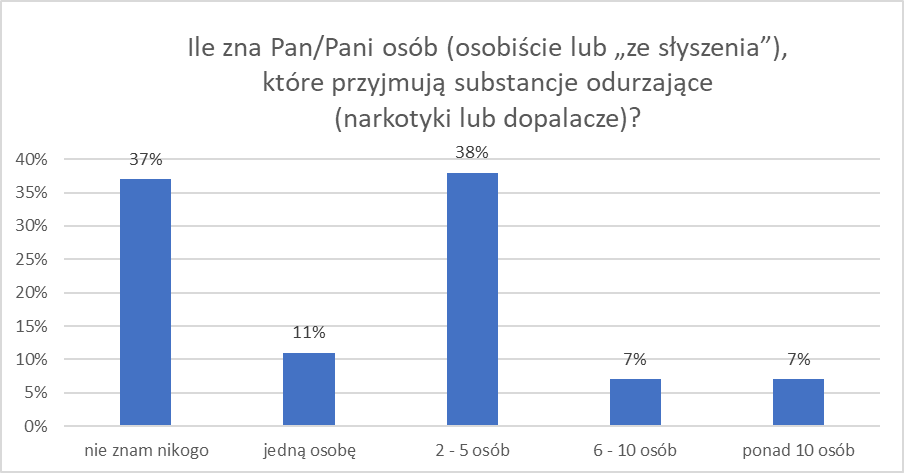 Ile zna Pan/Pani osób (osobiście lub „ze słyszenia”),
które przyjmują substancje odurzające
(narkotyki lub dopalacze)?
40%
35%
30%
25%
20%
15%
10%
5%
0%
37%
11%
38%
7%
7%
nie znam nikogo
jedną osobę
2 - 5 osób
6 - 10 osób
ponad 10 osób